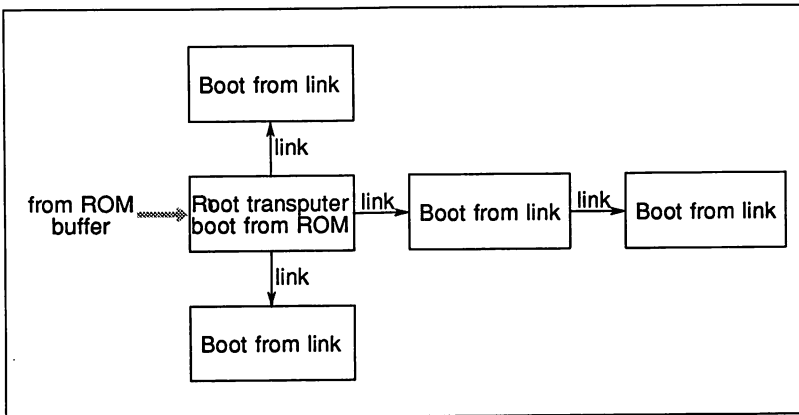 Boot from link
link
from ROM
buffer
Root transputer
boot from ROM
link
Boot from link
link
Boot from link
link
Boot from link